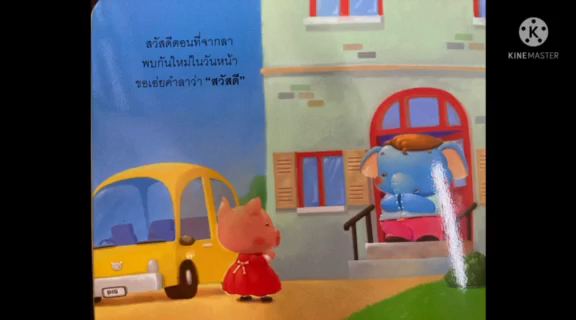 สวัสดีตอนที่จากลา
พบกันใหม่ในวันหน้า
ขอเอ่ยคำลาว่า “สวัสดี”
KINEMASTER